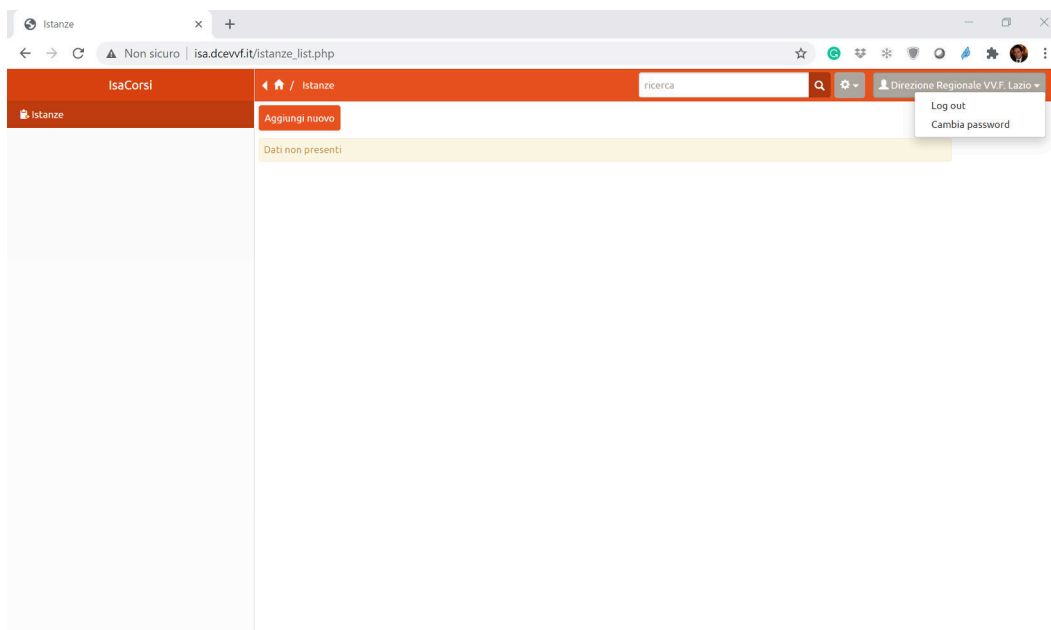 Istanze
Non sicuro | isa.dcevvf.it/istanze_list.php
IsaCorsi
/ Istanze
ricerca
Direzione Regionale VV.F. Lazio
Istanze
Aggiungi nuovo
Log out
Cambia password
Dati non presenti